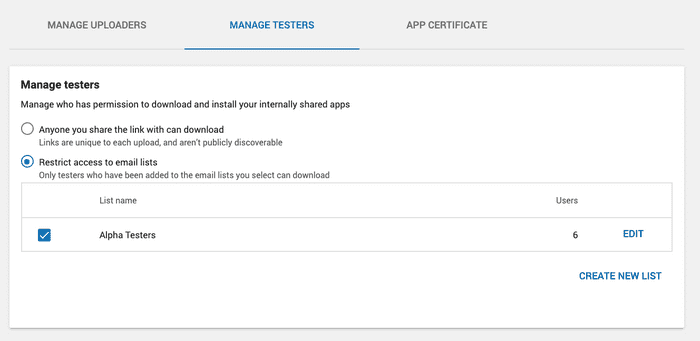 MANAGE UPLOADERS MANAGE TESTERS APP CERTIFICATE
Manage testers
Manage who has permission to download and install your internally shared apps
Anyone you share the link with can download
Links are unique to each upload, and aren't publicly discoverable
Restrict access to email lists
Only testers who have been added to the email lists you select can download
List name Users
Alpha Testers 6 EDIT
CREATE NEW LIST